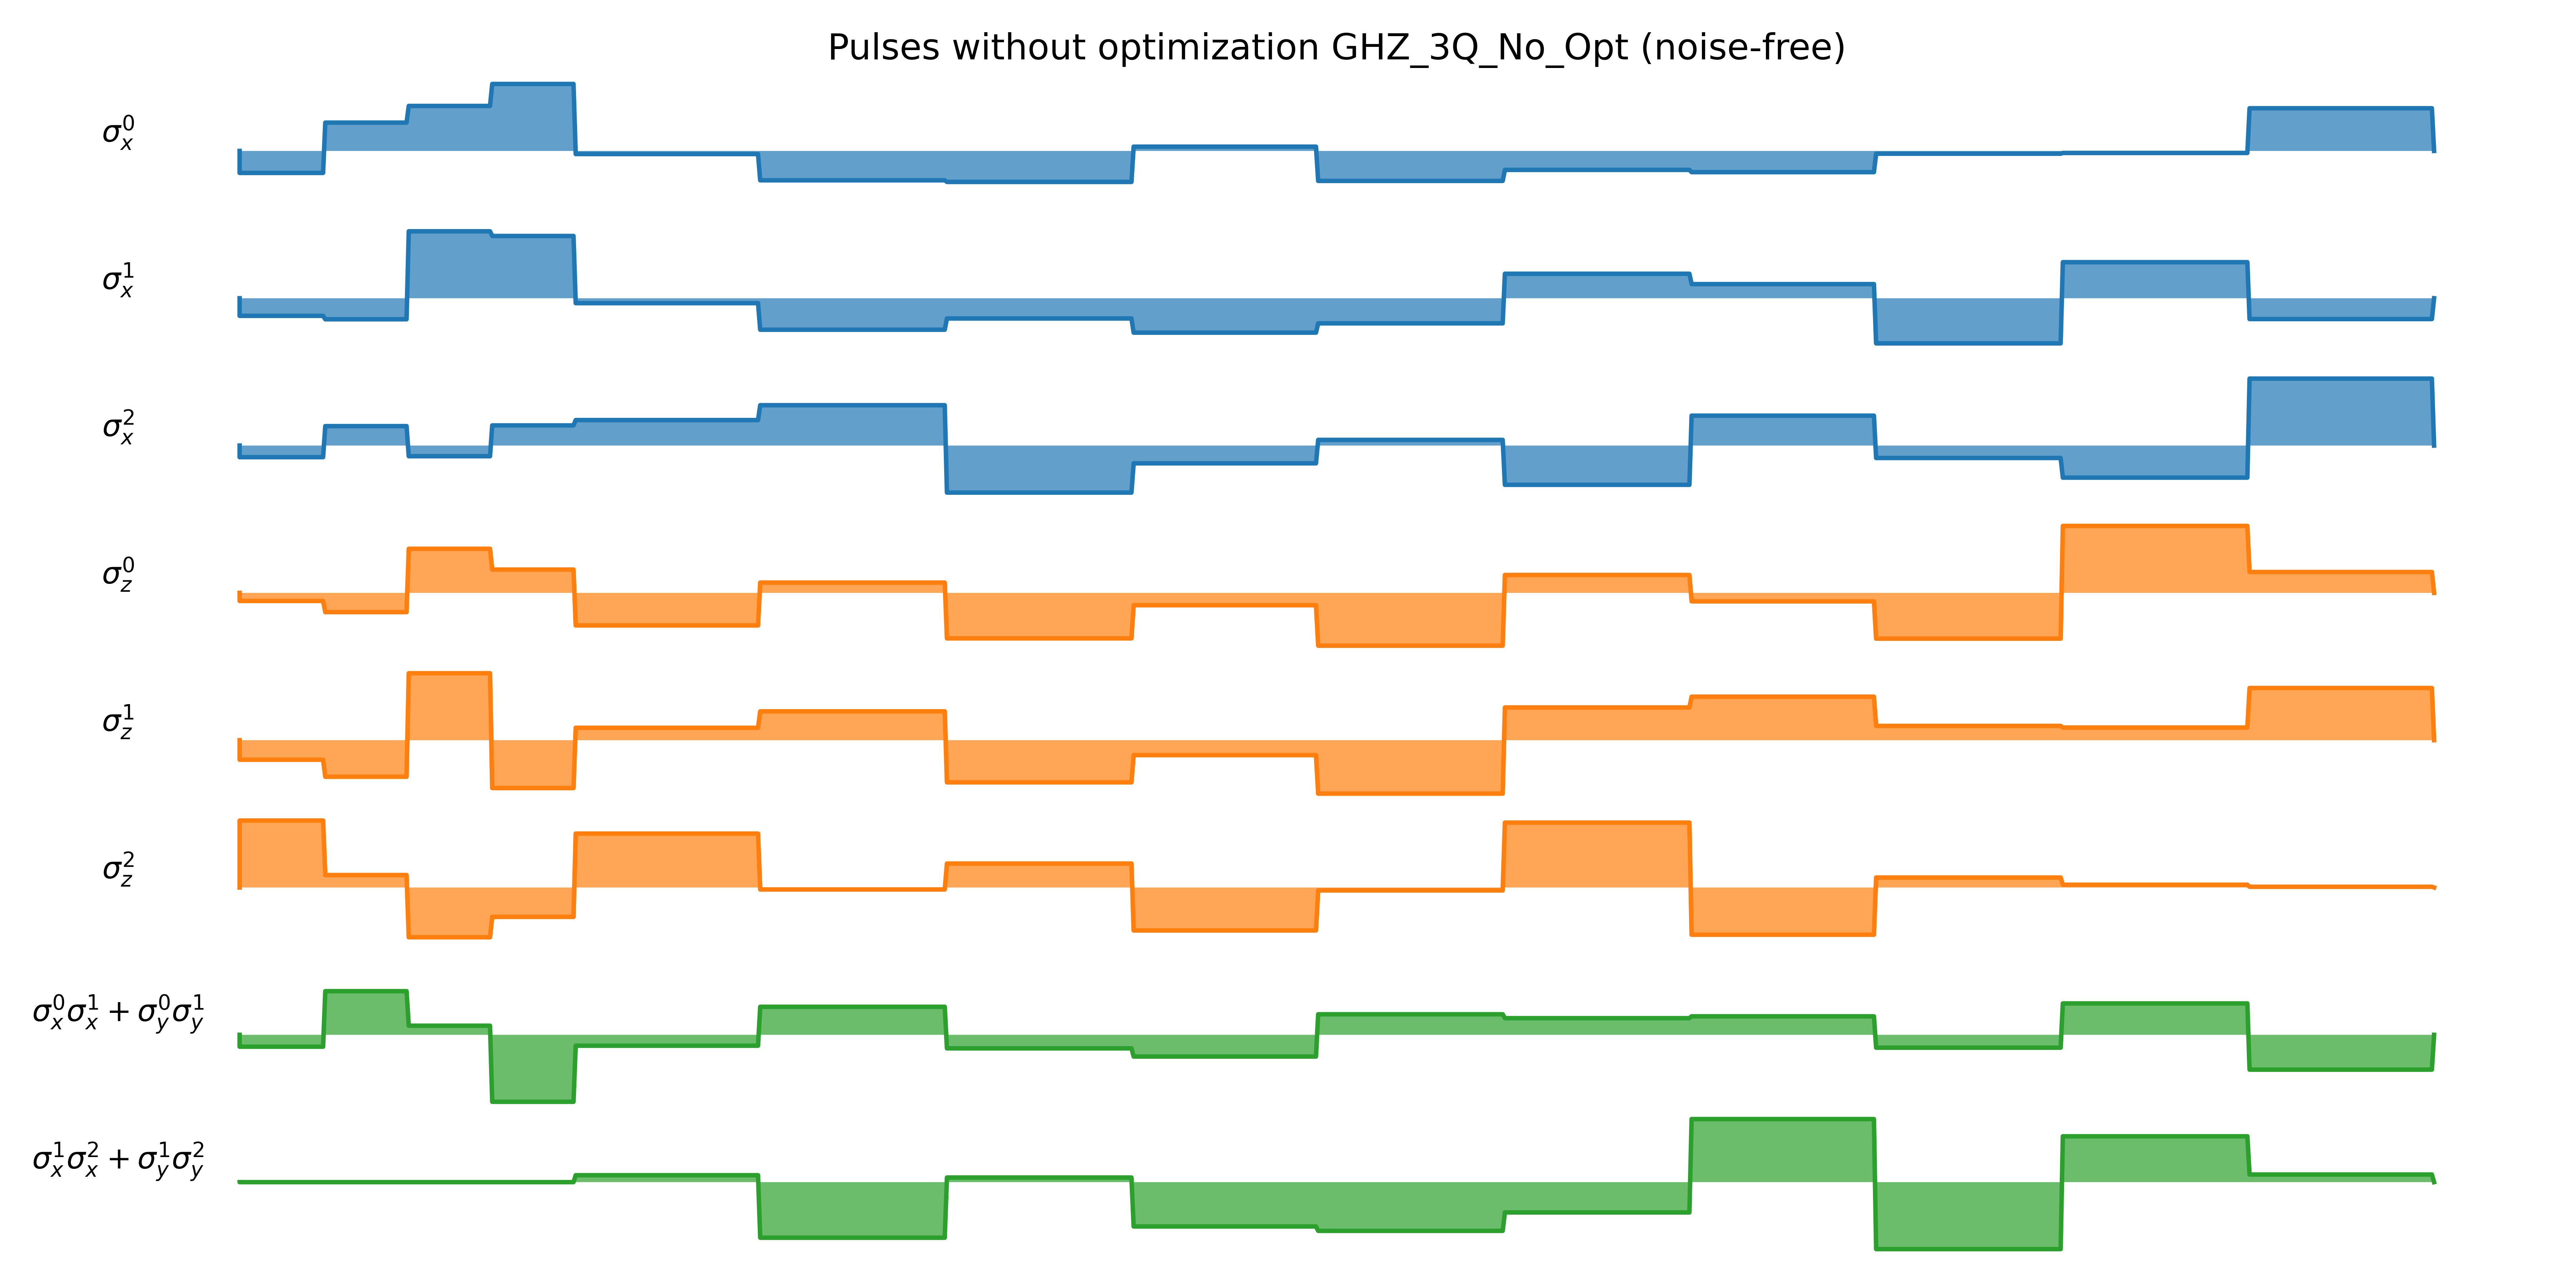 Pulses without optimization GHZ_3Q_No_Opt (noise-free)
σ_x^0
σ_x^1
σ_x^2
σ_z^0
σ_z^1
σ_z^2
σ_x^0σ_x^1 + σ_y^0σ_y^1
σ_x^1σ_x^2 + σ_y^1σ_y^2